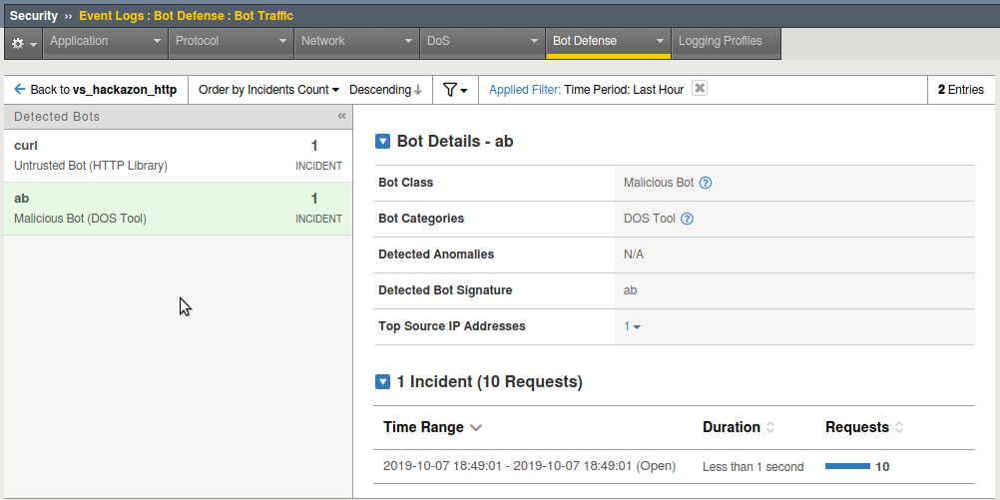 Security ›› Event Logs : Bot Defense : Bot Traffic
Application Protocol Network DoS Bot Defense Logging Profiles
Back to vs_hackazon_http Order by Incidents Count Descending Applied Filter: Time Period: Last Hour 2 Entries
Detected Bots «
curl 1
Untrusted Bot (HTTP Library) INCIDENT
ab 1
Malicious Bot (DOS Tool) INCIDENT
Bot Details - ab
Bot Class Malicious Bot ?
Bot Categories DOS Tool ?
Detected Anomalies N/A
Detected Bot Signature ab
Top Source IP Addresses 1
1 Incident (10 Requests)
Time Range Duration Requests
2019-10-07 18:49:01 - 2019-10-07 18:49:01 (Open) Less than 1 second 10